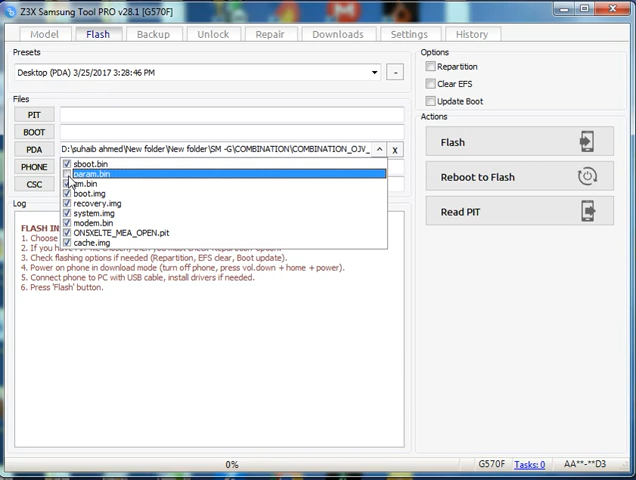 Z3X Samsung Tool PRO v28.1 [G570F]
Model Flash Backup Unlock Repair Downloads Settings History
Presets
Desktop (PDA) 3/25/2017 3:28:46 PM
-
Options
Repartition
Clear EFS
Update Boot
Files
PIT
BOOT
PDA D:\suhaib ahmed\New folder\New folder\SM -G\COMBINATION\COMBINATION_OJV_ x
PHONE
CSC
sboot.bin
param.bin
cm.bin
boot.img
recovery.img
system.img
modem.bin
ON5XELTE_MEA_OPEN.pit
cache.img
Actions
Flash
Reboot to Flash
Read PIT
Log
FLASH IN
1. Choose
2. If you
3. Check flashing options if needed (Repartition, EFS clear, Boot update).
4. Power on phone in download mode (turn off phone, press vol.down + home + power).
5. Connect phone to PC with USB cable, install drivers if needed.
6. Press 'Flash' button.
0%
G570F Tasks: 0 AA**-**D3